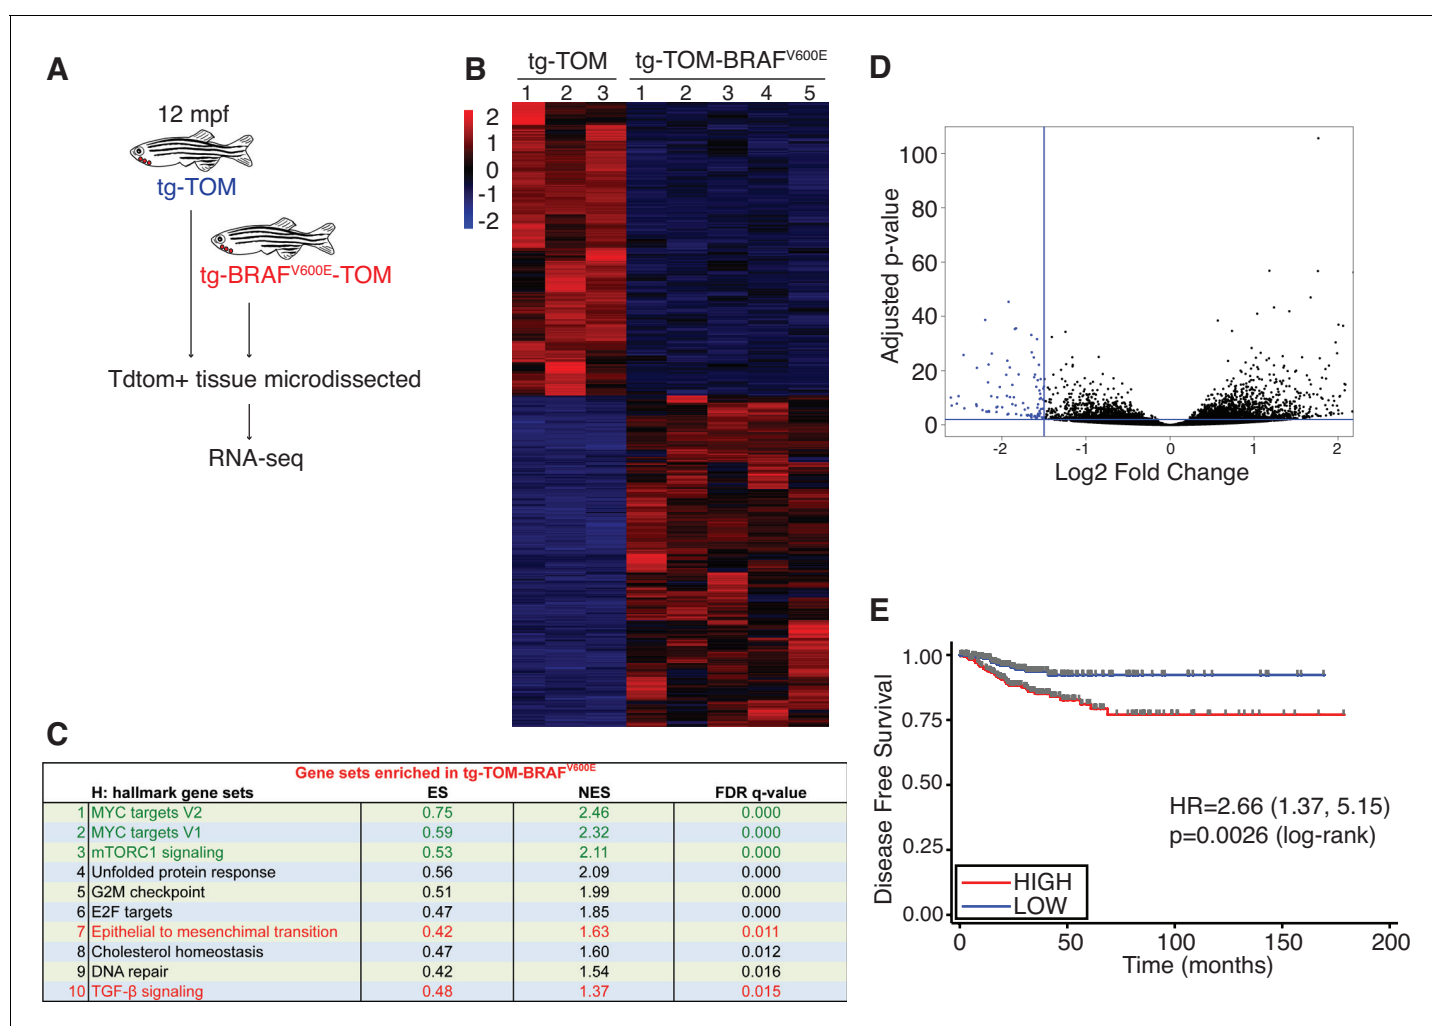 A
12 mpf
tg-TOM
tg-BRAFV600E-TOM
Tdtom+ tissue microdissected
RNA-seq
B
tg-TOM tg-TOM-BRAFV600E
1 2 3 1 2 3 4 5
2
1
0
-1
-2
C
Gene sets enriched in tg-TOM-BRAFV600E
H: hallmark gene sets ES NES FDR q-value
1 MYC targets V2 0.75 2.46 0.000
2 MYC targets V1 0.59 2.32 0.000
3 mTORC1 signaling 0.53 2.11 0.000
4 Unfolded protein response 0.56 2.09 0.000
5 G2M checkpoint 0.51 1.99 0.000
6 E2F targets 0.47 1.85 0.000
7 Epithelial to mesenchimal transition 0.42 1.63 0.011
8 Cholesterol homeostasis 0.47 1.60 0.012
9 DNA repair 0.42 1.54 0.016
10 TGF-β signaling 0.48 1.37 0.015
D
Adjusted p-value
100
80
60
40
20
0
-2 -1 0 1 2
Log2 Fold Change
E
Disease Free Survival
1.00
0.75
0.50
0.25
0.00
HR=2.66 (1.37, 5.15)
p=0.0026 (log-rank)
HIGH
LOW
0 50 100 150 200
Time (months)